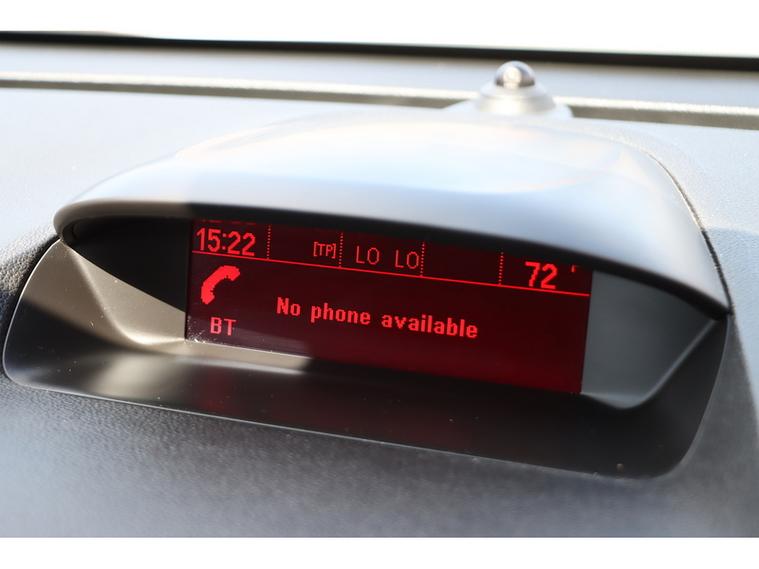 15:22 [TP] LO LO 72
No phone available
BT